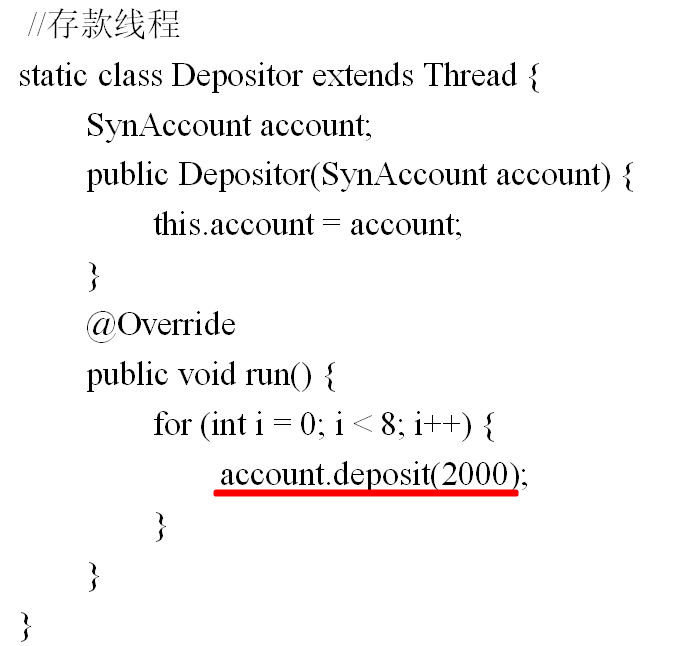 //存款线程
static class Depositor extends Thread {
SynAccount account;
public Depositor(SynAccount account) {
this.account = account;
}
@Override
public void run() {
for (int i = 0; i < 8; i++) {
account.deposit(2000);
}
}
}